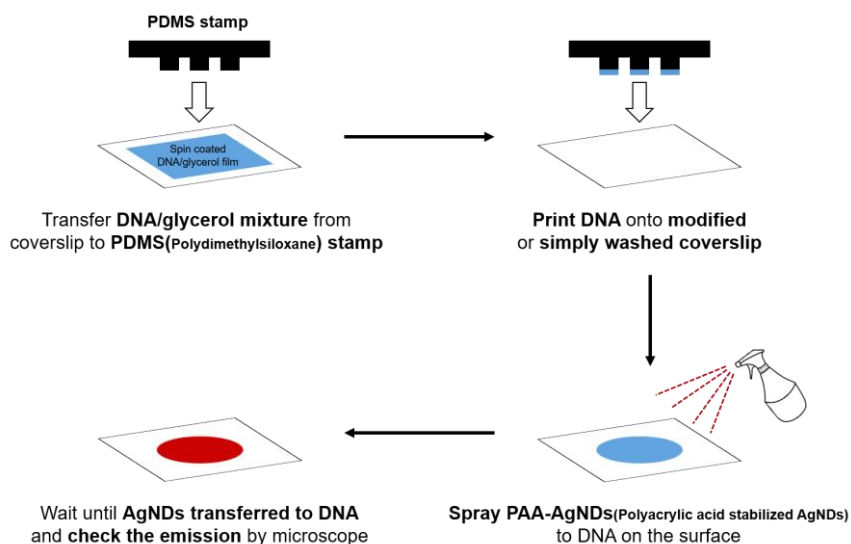 PDMS stamp
Spin coated
DNA/glycerol film
Transfer DNA/glycerol mixture from
coverslip to PDMS(Polydimethylsiloxane) stamp
Print DNA onto modified
or simply washed coverslip
Wait until AgNDs transferred to DNA
and check the emission by microscope
Spray PAA-AgNDs(Polyacrylic acid stabilized AgNDs)
to DNA on the surface